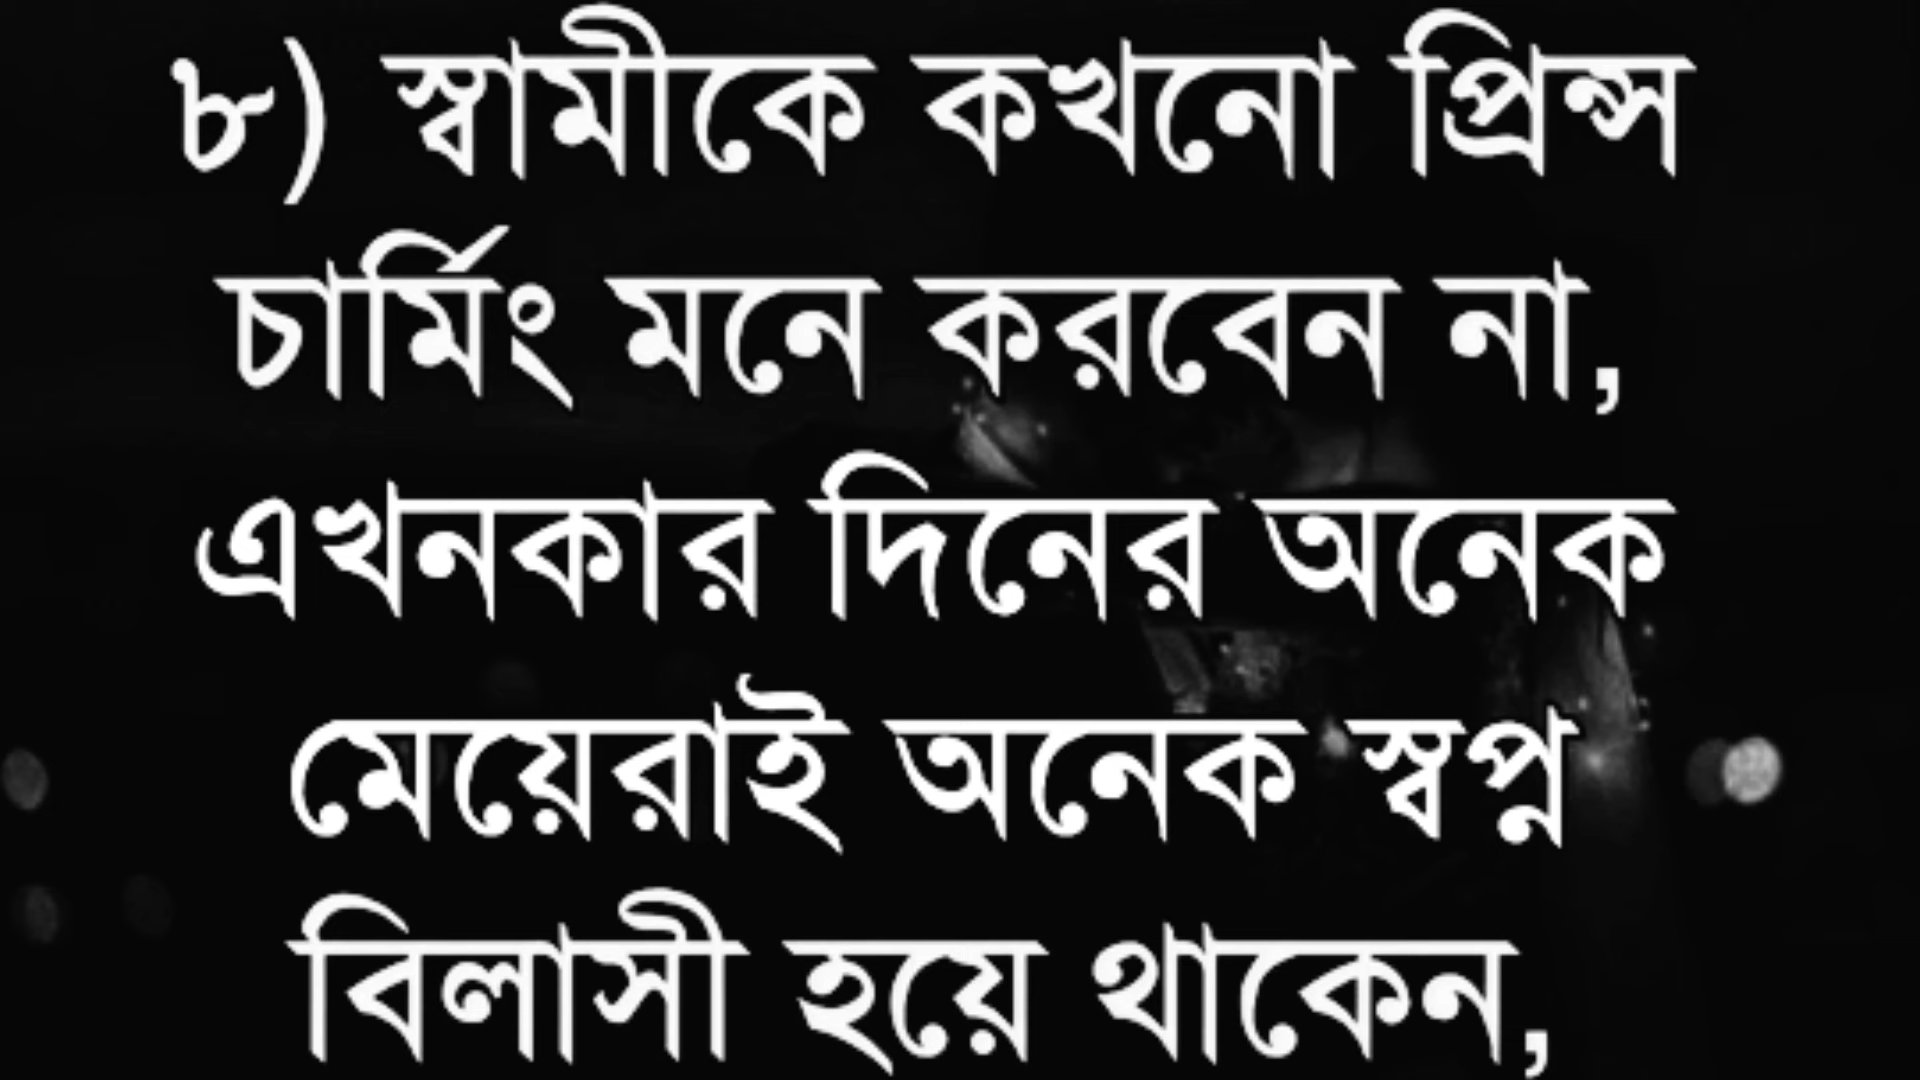 ৮) স্বামীকে কখনো প্রিন্স
চার্মিং মনে করবেন না,
এখনকার দিনের অনেক
মেয়েরাই অনেক স্বপ্ন
বিলাসী হয়ে থাকেন,